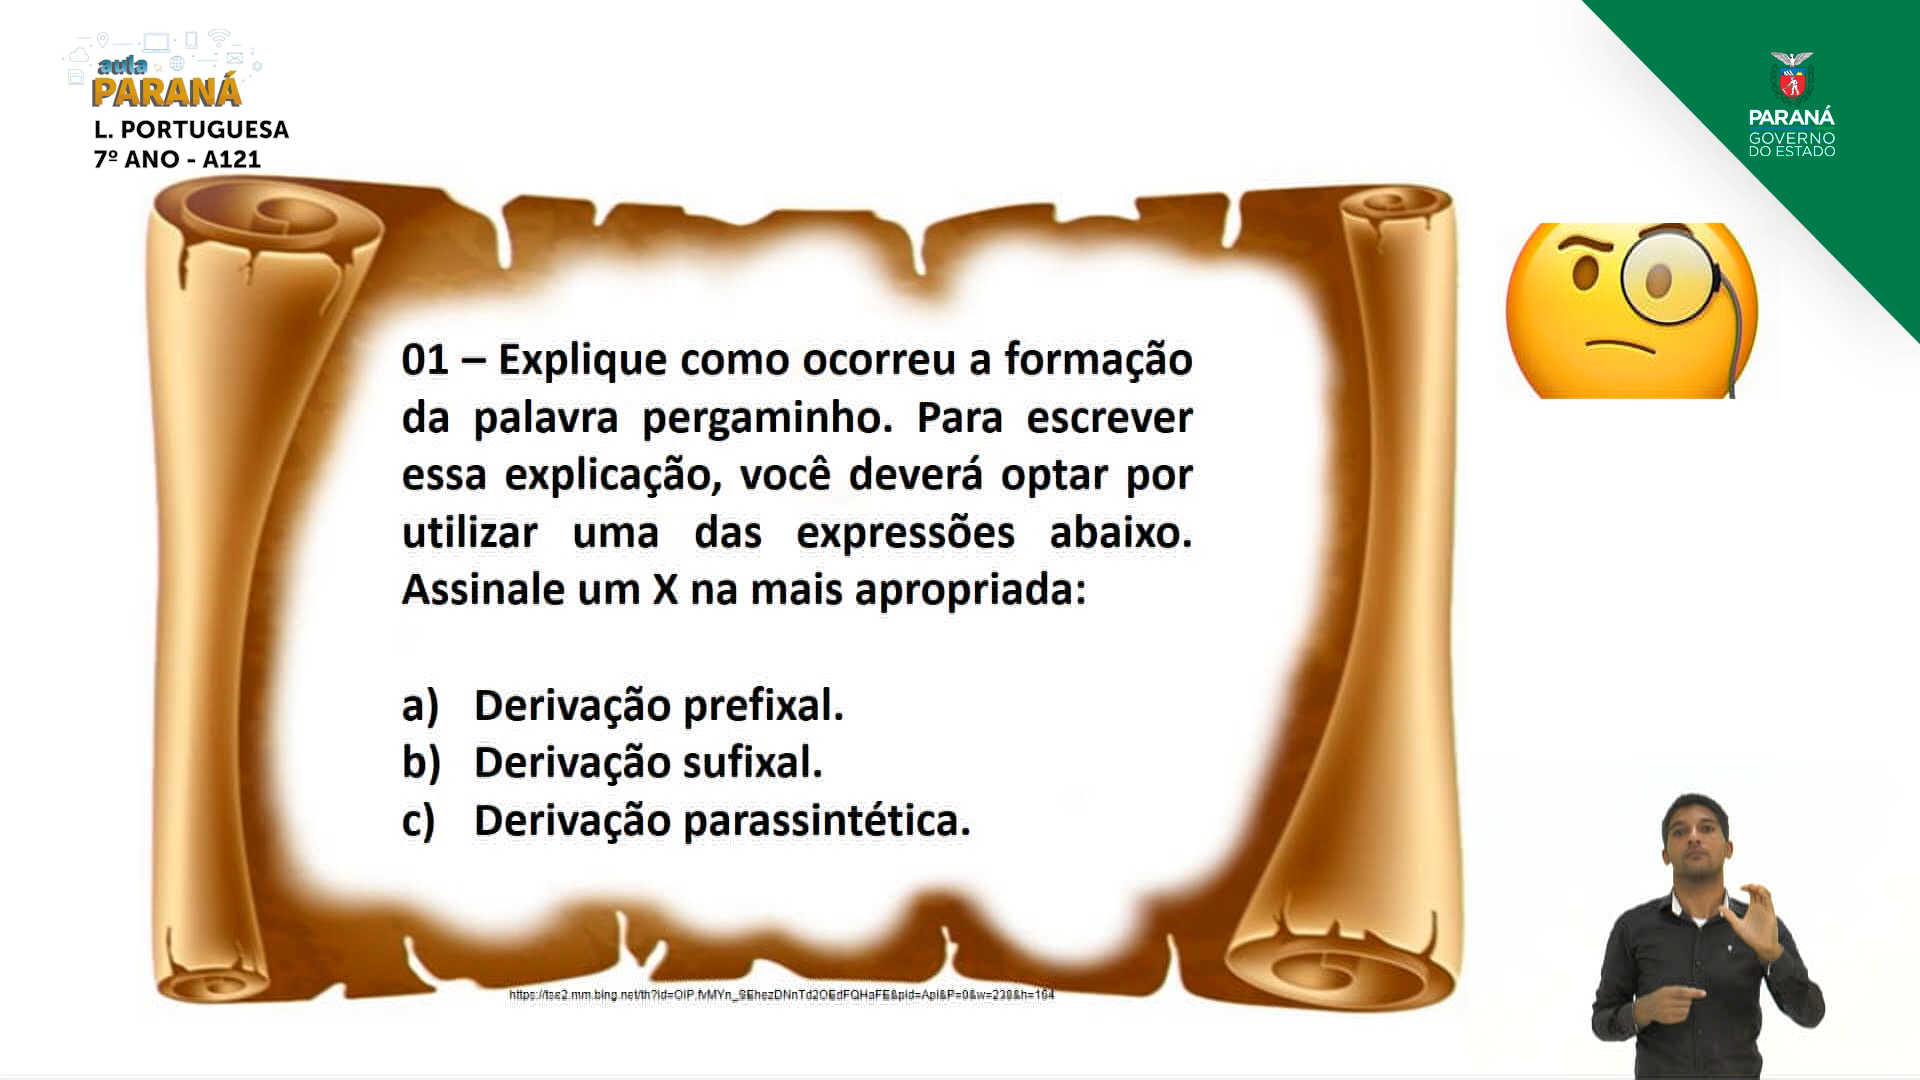 aula
PARANÁ
L. PORTUGUESA
7º ANO - A121
PARANÁ
GOVERNO
DO ESTADO
01 – Explique como ocorreu a formação
da palavra pergaminho. Para escrever
essa explicação, você deverá optar por
utilizar uma das expressões abaixo.
Assinale um X na mais apropriada:
a) Derivação prefixal.
b) Derivação sufixal.
c) Derivação parassintética.